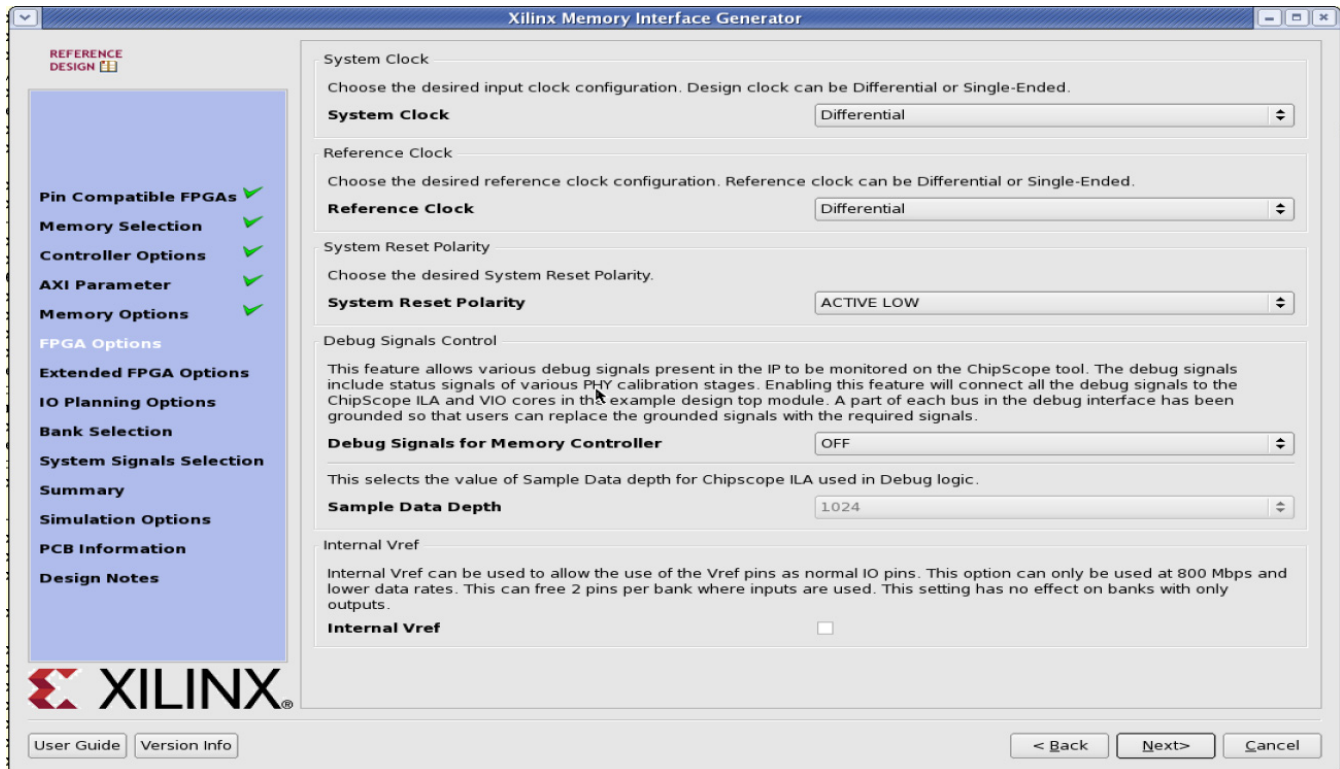 Xilinx Memory Interface Generator
REFERENCE
DESIGN
Pin Compatible FPGAs
Memory Selection
Controller Options
AXI Parameter
Memory Options
FPGA Options
Extended FPGA Options
IO Planning Options
Bank Selection
System Signals Selection
Summary
Simulation Options
PCB Information
Design Notes
XILINX®
System Clock
Choose the desired input clock configuration. Design clock can be Differential or Single-Ended.
System Clock Differential
Reference Clock
Choose the desired reference clock configuration. Reference clock can be Differential or Single-Ended.
Reference Clock Differential
System Reset Polarity
Choose the desired System Reset Polarity.
System Reset Polarity ACTIVE LOW
Debug Signals Control
This feature allows various debug signals present in the IP to be monitored on the ChipScope tool. The debug signals
include status signals of various PHY calibration stages. Enabling this feature will connect all the debug signals to the
ChipScope ILA and VIO cores in the example design top module. A part of each bus in the debug interface has been
grounded so that users can replace the grounded signals with the required signals.
Debug Signals for Memory Controller OFF
This selects the value of Sample Data depth for Chipscope ILA used in Debug logic.
Sample Data Depth 1024
Internal Vref
Internal Vref can be used to allow the use of the Vref pins as normal IO pins. This option can only be used at 800 Mbps and
lower data rates. This can free 2 pins per bank where inputs are used. This setting has no effect on banks with only
outputs.
Internal Vref
User Guide Version Info < Back Next> Cancel